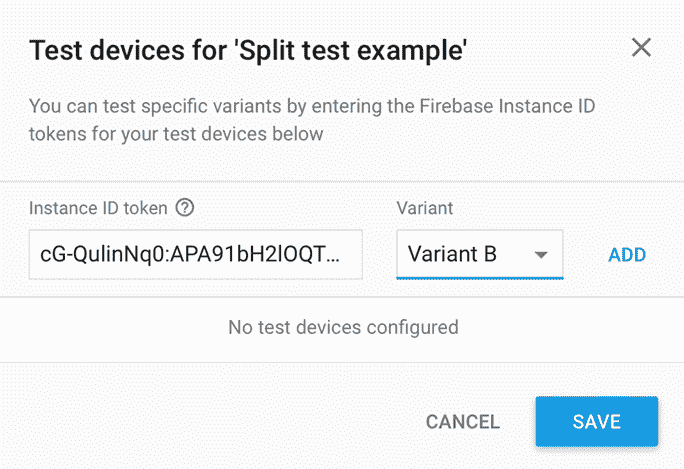 Test devices for 'Split test example'
You can test specific variants by entering the Firebase Instance ID
tokens for your test devices below
Instance ID token
Variant
cG-QulinNq0:APA91bH2lOQT...
Variant B
ADD
No test devices configured
CANCEL
SAVE